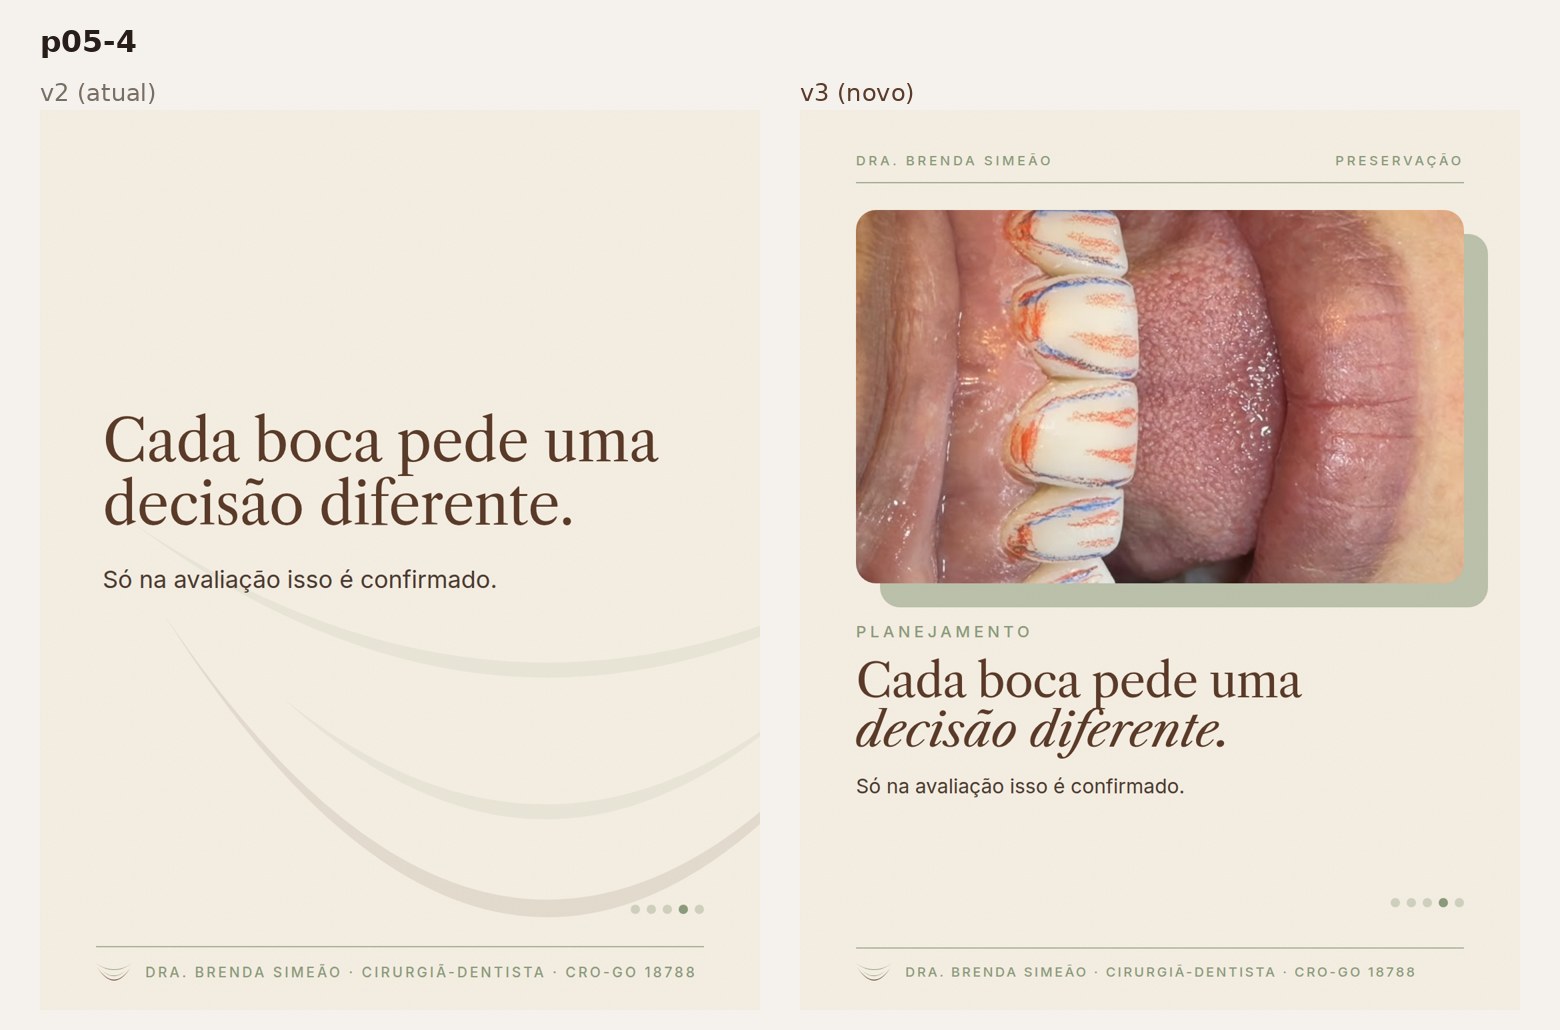 p05-4
v2 (atual)
Cada boca pede uma
decisão diferente.
Só na avaliação isso é confirmado.
DRA. BRENDA SIMEÃO · CIRURGIÃ-DENTISTA · CRO-GO 18788
v3 (novo)
DRA. BRENDA SIMEÃO
PRESERVAÇÃO
PLANEJAMENTO
Cada boca pede uma
decisão diferente.
Só na avaliação isso é confirmado.
DRA. BRENDA SIMEÃO · CIRURGIÃ-DENTISTA · CRO-GO 18788